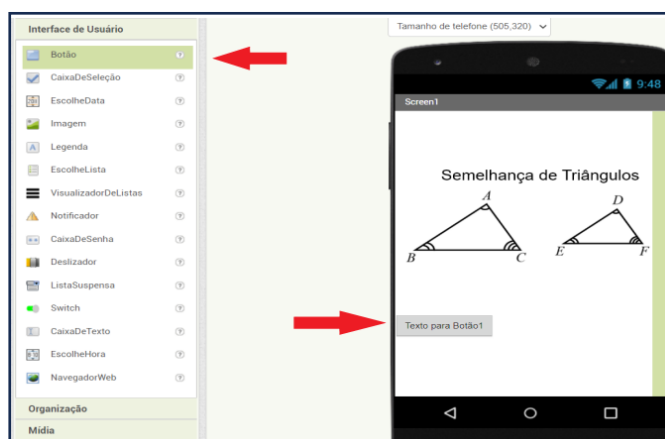 Interface de Usuário
Botão
CaixaDeSeleção
EscolheData
Imagem
Legenda
EscolheLista
VisualizadorDeListas
Notificador
CaixaDeSenha
Deslizador
ListaSuspensa
Switch
CaixaDeTexto
EscolheHora
NavegadorWeb
Organização
Mídia
Tamanho de telefone (505,320)
9:48
Screen1
Semelhança de Triângulos
A
D
B
C
E
F
Texto para Botão1